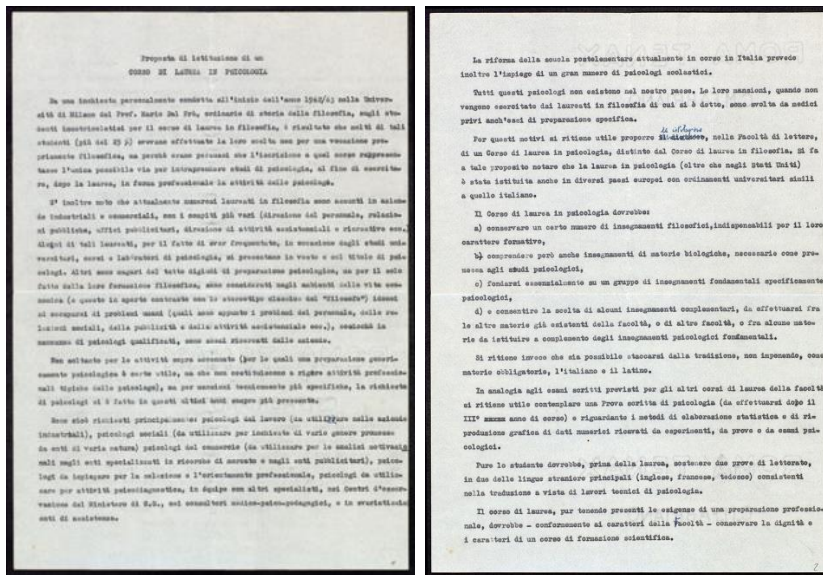 Proposta di istituzione di un
CORSO DI LAUREA IN PSICOLOGIA
Da una inchiesta personalmente condotta all'inizio dell'anno 1962/63 nella Univer-
sità di Milano dal Prof. Mario Dal Prà, ordinario di storia della filosofia, sugli stu-
denti immatricolatisi per il corso di laurea in filosofia, è risultato che molti di tali
studenti (più del 25 %) avevano effettuato la loro scelta non per una vocazione pro-
priamente filosofica, ma perchè erano persuasi che l'iscrizione a quel corso rappresen-
tasse l'unica possibile via per intraprendere studi di psicologia, al fine di esercita-
re, dopo la laurea, in forma professionale la attività dello psicologo.
E' inoltre noto che attualmente numerosi laureati in filosofia sono assunti in aziende
industriali e commerciali, con i compiti più vari (direzione del personale, relazio-
ni pubbliche, uffici pubblicitari, direzione di attività assistenziali e ricreative ecc.)
Alcuni di tali laureati, per il fatto di aver frequentato, in occasione degli studi uni-
versitari, corsi e laboratori di psicologia, si presentano in veste e col titolo di psi-
cologi. Altri sono magari del tutto digiuni di preparazione psicologica, ma per il solo
fatto della loro formazione filosofica, sono considerati negli ambienti della vita eco-
nomica (e questo in aperto contrasto con lo stereotipo classico del "filosofo") idonei
ad occuparsi di problemi umani (quali sono appunto i problemi del personale, delle re-
lazioni sociali, della pubblicità e della attività assistenziale ecc.), sicchè in
mancanza di psicologi qualificati, sono assai ricercati dalle aziende.
Non soltanto per le attività sopra accennate (per le quali una preparazione generi-
camente psicologica è certo utile, ma che non costituiscono a rigore attività professio-
nali tipiche dello psicologo), ma per mansioni tecnicamente più specifiche, la richiesta
di psicologi si è fatta in questi ultimi anni sempre più pressante.
Sono cioè richiesti principalmente: psicologi del lavoro (da utilizzare nelle aziende
industriali), psicologi sociali (da utilizzare per inchieste di vario genere promosse
da enti di varia natura) psicologi del commercio (da utilizzare per le analisi motivazio-
nali negli enti specializzati in ricerche di mercato e negli enti pubblicitari), psico-
logi da impiegare per la selezione e l'orientamento professionale, psicologi da utiliz-
zare per attività psicodiagnostica, in équipe con altri specialisti, nei Centri d'osser-
vazione del Ministero di G.G., nei consultori medico-psico-pedagogici, e in svariatissimi
enti di assistenza.
La riforma della scuola postelementare attualmente in corso in Italia prevede
inoltre l'impiego di un gran numero di psicologi scolastici.
Tutti questi psicologi non esistono nel nostro paese. Le loro mansioni, quando non
vengono esercitate dai laureati in filosofia di cui si è detto, sono svolte da medici
privi anch'essi di preparazione specifica.
Per questi motivi si ritiene utile proporre la istituzione, nelle Facoltà di lettere,
di un Corso di laurea in psicologia, distinto dal Corso di laurea in filosofia. Si fa
a tale proposito notare che la laurea in psicologia (oltre che negli Stati Uniti)
è stata istituita anche in diversi paesi europei con ordinamenti universitari simili
a quello italiano.
Il Corso di laurea in psicologia dovrebbe:
a) conservare un certo numero di insegnamenti filosofici,indispensabili per il loro
carattere formativo,
b) comprendere però anche insegnamenti di materie biologiche, necessarie come pre-
messa agli studi psicologici,
c) fondarsi essenzialmente su un gruppo di insegnamenti fondamentali specificamente
psicologici,
d) e consentire la scelta di alcuni insegnamenti complementari, da effettuarsi fra
le altre materie già esistenti della facoltà, o di altre facoltà, o fra alcune mate-
rie da istituire a complemento degli insegnamenti psicologici fondamentali.
Si ritiene invece che sia possibile staccarsi dalla tradizione, non imponendo, come
materie obbligatorie, l'italiano e il latino.
In analogia agli esami scritti previsti per gli altri corsi di laurea della facoltà
si ritiene utile contemplare una Prova scritta di psicologia (da effettuarsi dopo il
III° anno di corso) e riguardante i metodi di elaborazione statistica e di ri-
produzione grafica di dati numerici ricavati da esperimenti, da prove e da esami psi-
cologici.
Pure lo studente dovrebbe, prima della laurea, sostenere due prove di letterato,
in due delle lingue straniere principali (inglese, francese, tedesco) consistenti
nella traduzione a vista di lavori tecnici di psicologia.
Il corso di laurea, pur tenendo presenti le esigenze di una preparazione professio-
nale, dovrebbe - conformemente ai caratteri della Facoltà - conservare la dignità e
i caratteri di un corso di formazione scientifica.
2